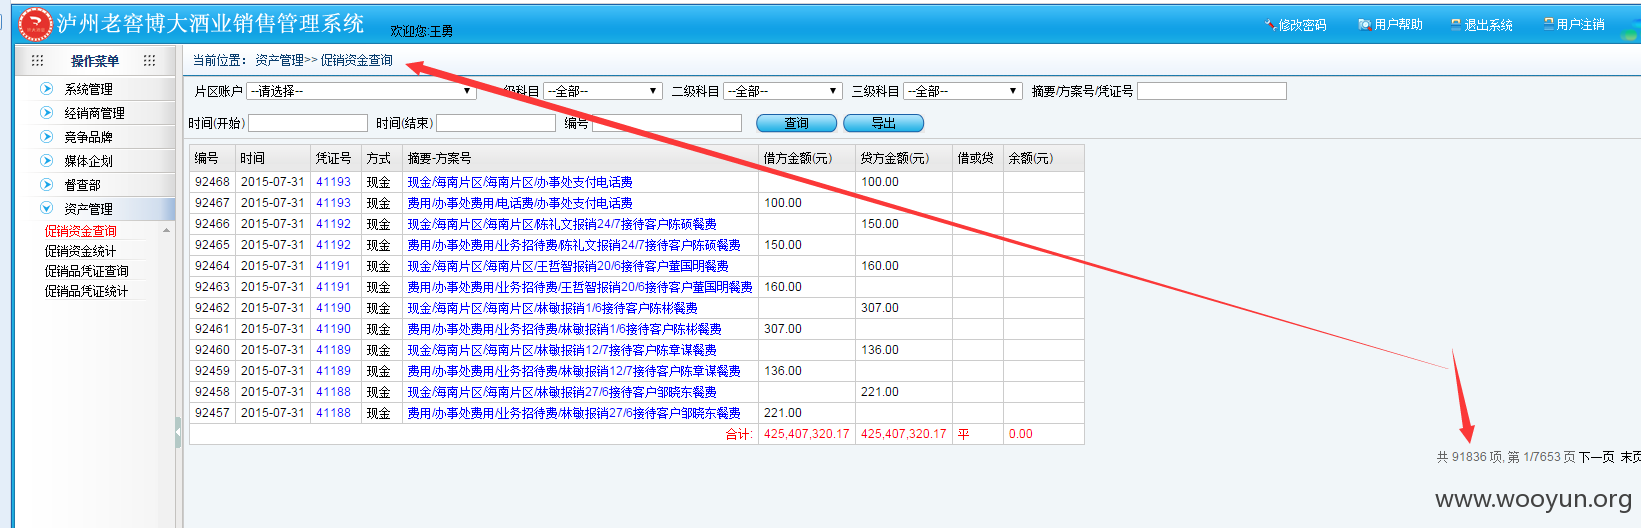 泸州老窖博大酒业销售管理系统 欢迎您:王勇 修改密码 用户帮助 退出系统 用户注销
操作菜单
系统管理
经销商管理
竞争品牌
媒体企划
督查部
资产管理
促销资金查询
促销资金统计
促销品凭证查询
促销品凭证统计
当前位置: 资产管理>> 促销资金查询
片区账户 --请选择-- 级科目 --全部-- 二级科目 --全部-- 三级科目 --全部-- 摘要/方案号/凭证号
时间(开始) 时间(结束) 编号 查询 导出
编号 时间 凭证号 方式 摘要-方案号 借方金额(元) 贷方金额(元) 借或贷 余额(元)
92468 2015-07-31 41193 现金 现金/海南片区/海南片区/办事处支付电话费 100.00
92467 2015-07-31 41193 现金 费用/办事处费用/电话费/办事处支付电话费 100.00
92466 2015-07-31 41192 现金 现金/海南片区/海南片区/陈礼文报销24/7接待客户陈硕餐费 150.00
92465 2015-07-31 41192 现金 费用/办事处费用/业务招待费/陈礼文报销24/7接待客户陈硕餐费 150.00
92464 2015-07-31 41191 现金 现金/海南片区/海南片区/王哲智报销20/6接待客户董国明餐费 160.00
92463 2015-07-31 41191 现金 费用/办事处费用/业务招待费/王哲智报销20/6接待客户董国明餐费 160.00
92462 2015-07-31 41190 现金 现金/海南片区/海南片区/林敏报销1/6接待客户陈彬餐费 307.00
92461 2015-07-31 41190 现金 费用/办事处费用/业务招待费/林敏报销1/6接待客户陈彬餐费 307.00
92460 2015-07-31 41189 现金 现金/海南片区/海南片区/林敏报销12/7接待客户陈章谋餐费 136.00
92459 2015-07-31 41189 现金 费用/办事处费用/业务招待费/林敏报销12/7接待客户陈章谋餐费 136.00
92458 2015-07-31 41188 现金 现金/海南片区/海南片区/林敏报销27/6接待客户邹晓东餐费 221.00
92457 2015-07-31 41188 现金 费用/办事处费用/业务招待费/林敏报销27/6接待客户邹晓东餐费 221.00
合计: 425,407,320.17 425,407,320.17 平 0.00
共 91836 项, 第 1/7653 页 下一页 末页
www.wooyun.org